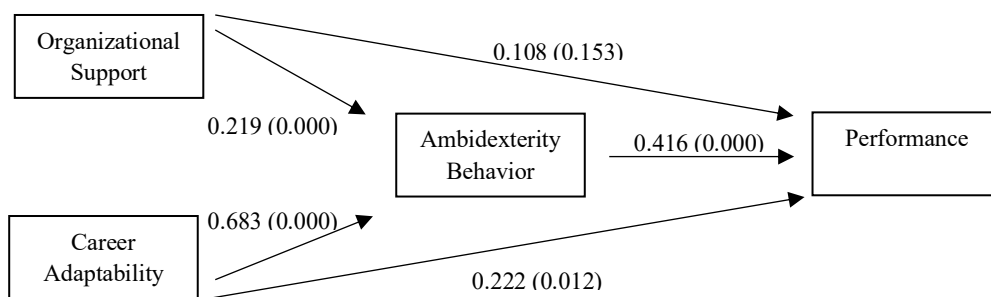 Organizational
Support
0.108 (0.153)
0.219 (0.000)
Ambidexterity
Behavior
0.416 (0.000)
Performance
0.683 (0.000)
Career
Adaptability
0.222 (0.012)